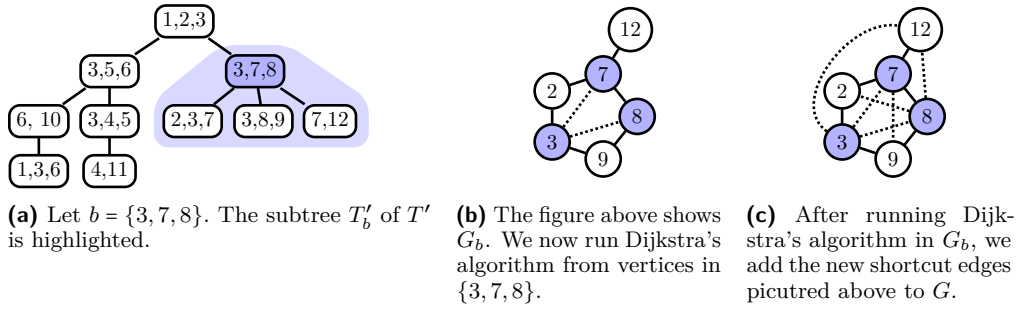 1,2,3
3,5,6
3,7,8
6, 10
3,4,5
2,3,7
3,8,9
7,12
1,3,6
4,11
12
7
2
8
3
9
12
7
2
8
3
9
(a) Let b = {3, 7, 8}. The subtree T′b of T′
is highlighted.
(b) The figure above shows
Gb. We now run Dijkstra's
algorithm from vertices in
{3, 7, 8}.
(c) After running Dijk-
stra's algorithm in Gb, we
add the new shortcut edges
picutred above to G.